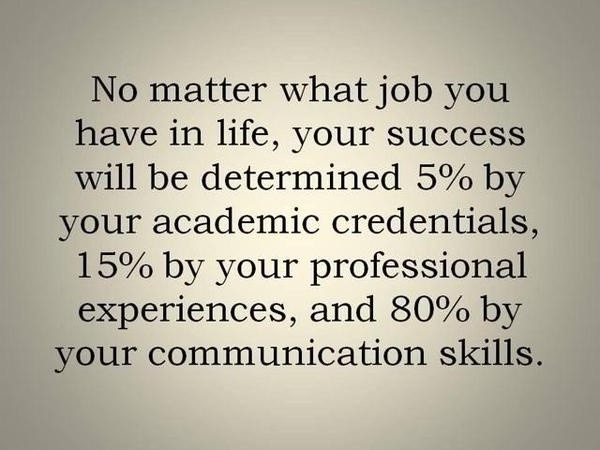 No matter what job you
have in life, your success
will be determined 5% by
your academic credentials,
15% by your professional
experiences, and 80% by
your communication skills.